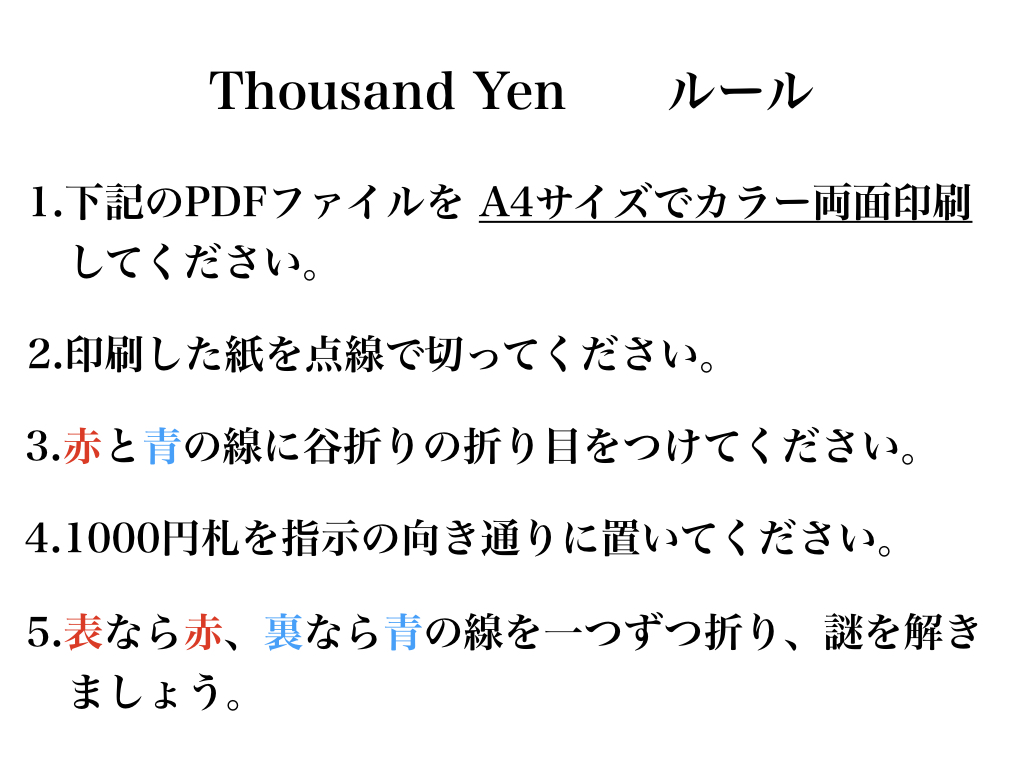 Thousand Yen　　ルール
1.下記のPDFファイルを A4サイズでカラー両面印刷
してください。
2.印刷した紙を点線で切ってください。
3.赤と青の線に谷折りの折り目をつけてください。
4.1000円札を指示の向き通りに置いてください。
5.表なら赤、裏なら青の線を一つずつ折り、謎を解き
ましょう。